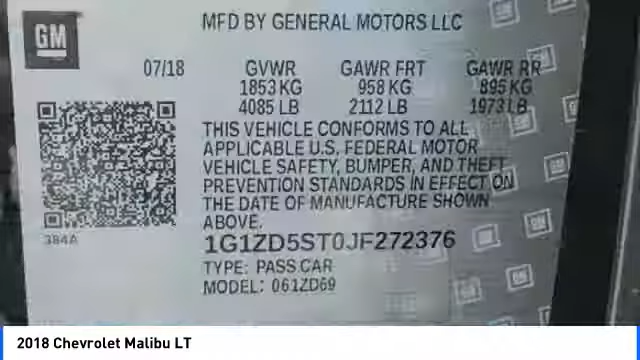 GM
MFD BY GENERAL MOTORS LLC
07/18 GVWR GAWR FRT GAWR RR
1853 KG 958 KG 895 KG
4085 LB 2112 LB 1973 LB
THIS VEHICLE CONFORMS TO ALL
APPLICABLE U.S. FEDERAL MOTOR
VEHICLE SAFETY, BUMPER, AND THEFT
PREVENTION STANDARDS IN EFFECT ON
THE DATE OF MANUFACTURE SHOWN
ABOVE.
384A
1G1ZD5ST0JF272376
TYPE: PASS CAR
MODEL: 061ZD69
2018 Chevrolet Malibu LT